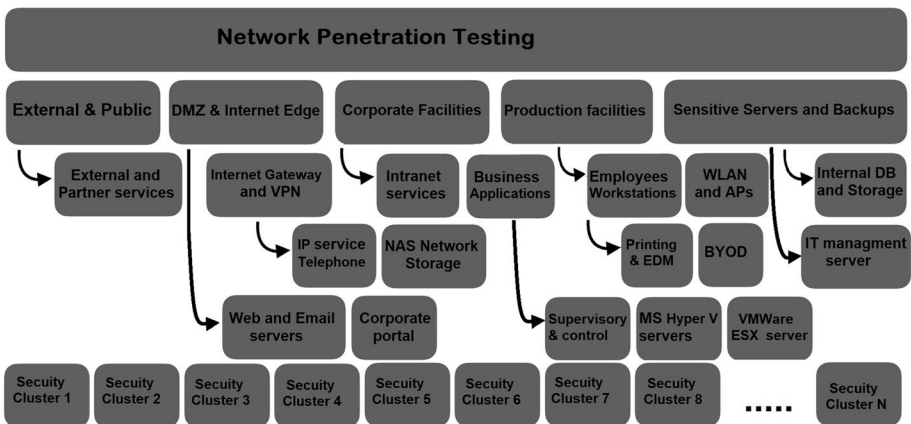 Network Penetration Testing
External & Public
DMZ & Internet Edge
Corporate Facilities
Production facilities
Sensitive Servers and Backups
External and
Partner services
Internet Gateway
and VPN
Intranet
services
Business
Applications
Employees
Workstations
WLAN
and APs
Internal DB
and Storage
IP service
Telephone
NAS Network
Storage
Printing
& EDM
BYOD
IT managment
server
Web and Email
servers
Corporate
portal
Supervisory
& control
MS Hyper V
servers
VMWare
ESX server
Secuity
Cluster 1
Secuity
Cluster 2
Secuity
Cluster 3
Secuity
Cluster 4
Secuity
Cluster 5
Secuity
Cluster 6
Secuity
Cluster 7
Secuity
Cluster 8
.....
Secuity
Cluster N